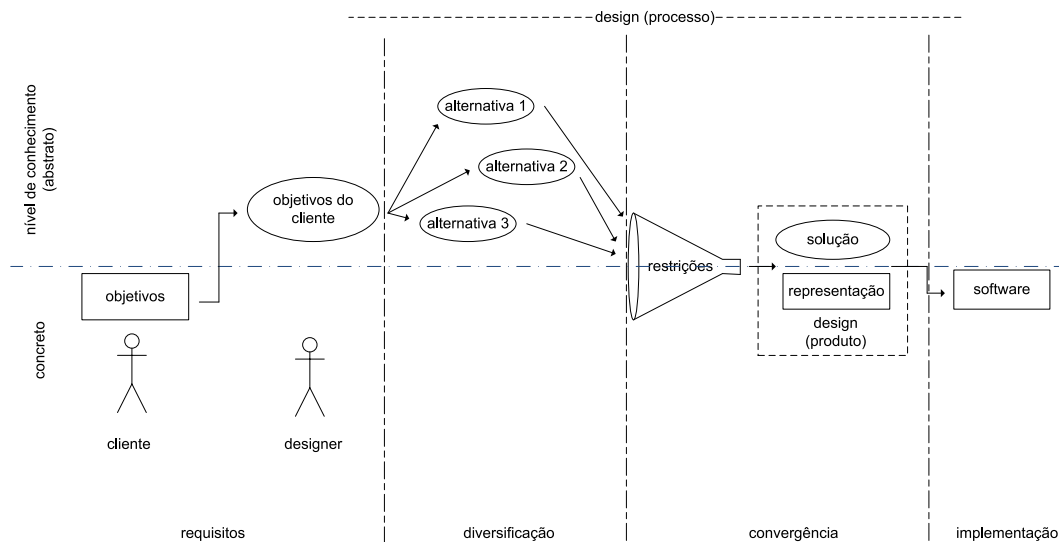 design (processo)
nível de conhecimento
(abstrato)
alternativa 1
alternativa 2
objetivos do
cliente
alternativa 3
solução
restrições
objetivos
representação
software
design
(produto)
concreto
cliente
designer
requisitos
diversificação
convergência
implementação